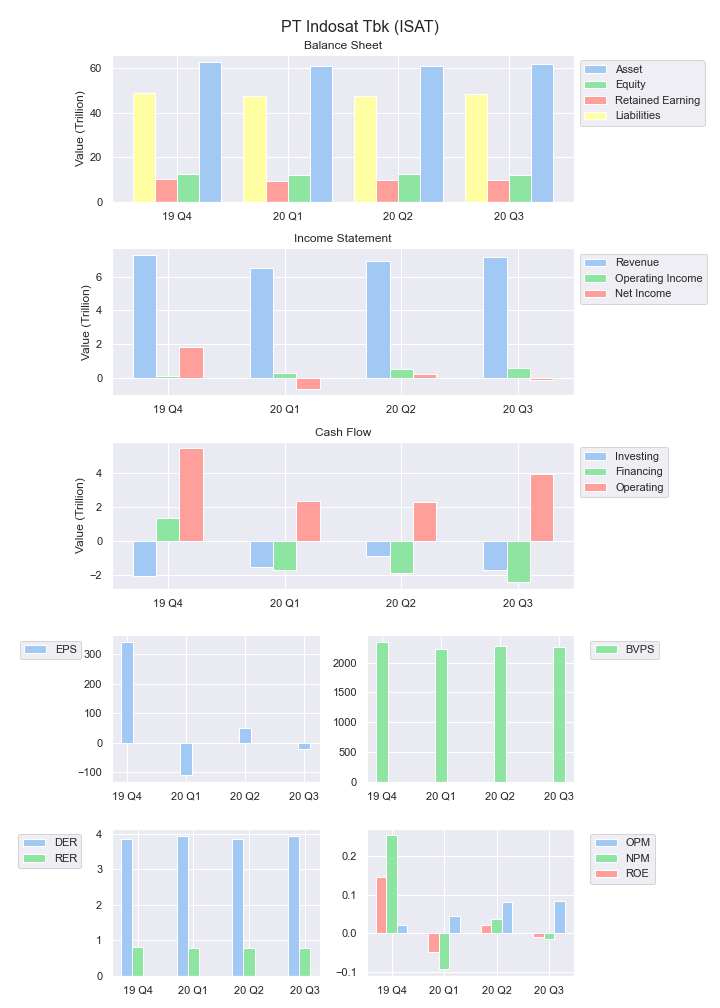 PT Indosat Tbk (ISAT)
Balance Sheet
Value (Trillion)
60
40
20
0
19 Q4 20 Q1 20 Q2 20 Q3
Asset
Equity
Retained Earning
Liabilities
Income Statement
Value (Trillion)
6
4
2
0
19 Q4 20 Q1 20 Q2 20 Q3
Revenue
Operating Income
Net Income
Cash Flow
Value (Trillion)
4
2
0
−2
19 Q4 20 Q1 20 Q2 20 Q3
Investing
Financing
Operating
EPS
300
200
100
0
−100
19 Q4 20 Q1 20 Q2 20 Q3
2000
1500
1000
500
0
19 Q4 20 Q1 20 Q2 20 Q3
BVPS
DER
RER
4
3
2
1
0
19 Q4 20 Q1 20 Q2 20 Q3
0.2
0.1
0.0
−0.1
19 Q4 20 Q1 20 Q2 20 Q3
OPM
NPM
ROE